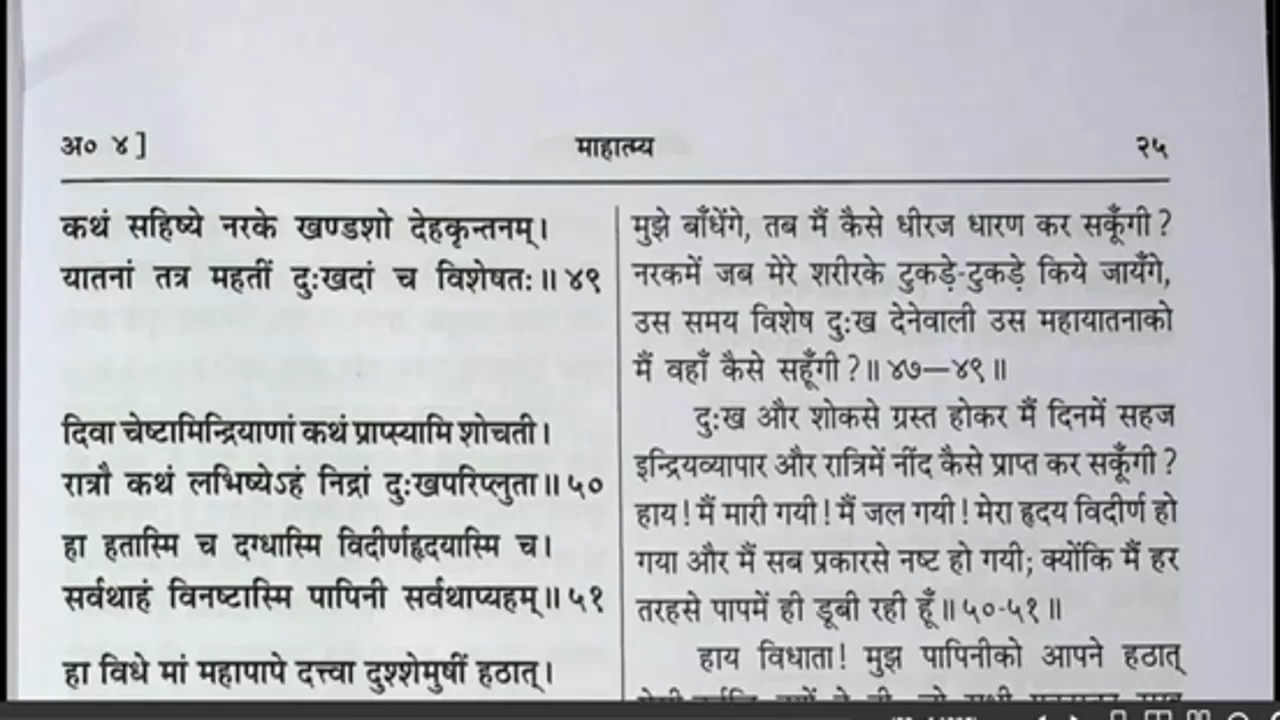 अ० ४ ]
माहात्म्य
२५
कथं सहिष्ये नरके खण्डशो देहकृन्तनम्।
यातनां तत्र महतीं दुःखदां च विशेषतः॥ ४९
दिवा चेष्टामिन्द्रियाणां कथं प्राप्स्यामि शोचती।
रात्रौ कथं लभिष्येऽहं निद्रां दुःखपरिप्लुता॥ ५०
हा हतास्मि च दग्धास्मि विदीर्णहृदयास्मि च।
सर्वथाहं विनष्टास्मि पापिनी सर्वथाप्यहम्॥ ५१
हा विधे मां महापापे दत्त्वा दुश्शेमुषीं हठात्।
मुझे बाँधेंगे, तब मैं कैसे धीरज धारण कर सकूँगी?
नरकमें जब मेरे शरीरके टुकड़े-टुकड़े किये जायँगे,
उस समय विशेष दुःख देनेवाली उस महायातनाको
मैं वहाँ कैसे सहूँगी?॥ ४७—४९॥
दुःख और शोकसे ग्रस्त होकर मैं दिनमें सहज
इन्द्रियव्यापार और रात्रिमें नींद कैसे प्राप्त कर सकूँगी?
हाय! मैं मारी गयी! मैं जल गयी! मेरा हृदय विदीर्ण हो
गया और मैं सब प्रकारसे नष्ट हो गयी; क्योंकि मैं हर
तरहसे पापमें ही डूबी रही हूँ॥ ५०-५१॥
हाय विधाता! मुझ पापिनीको आपने हठात्